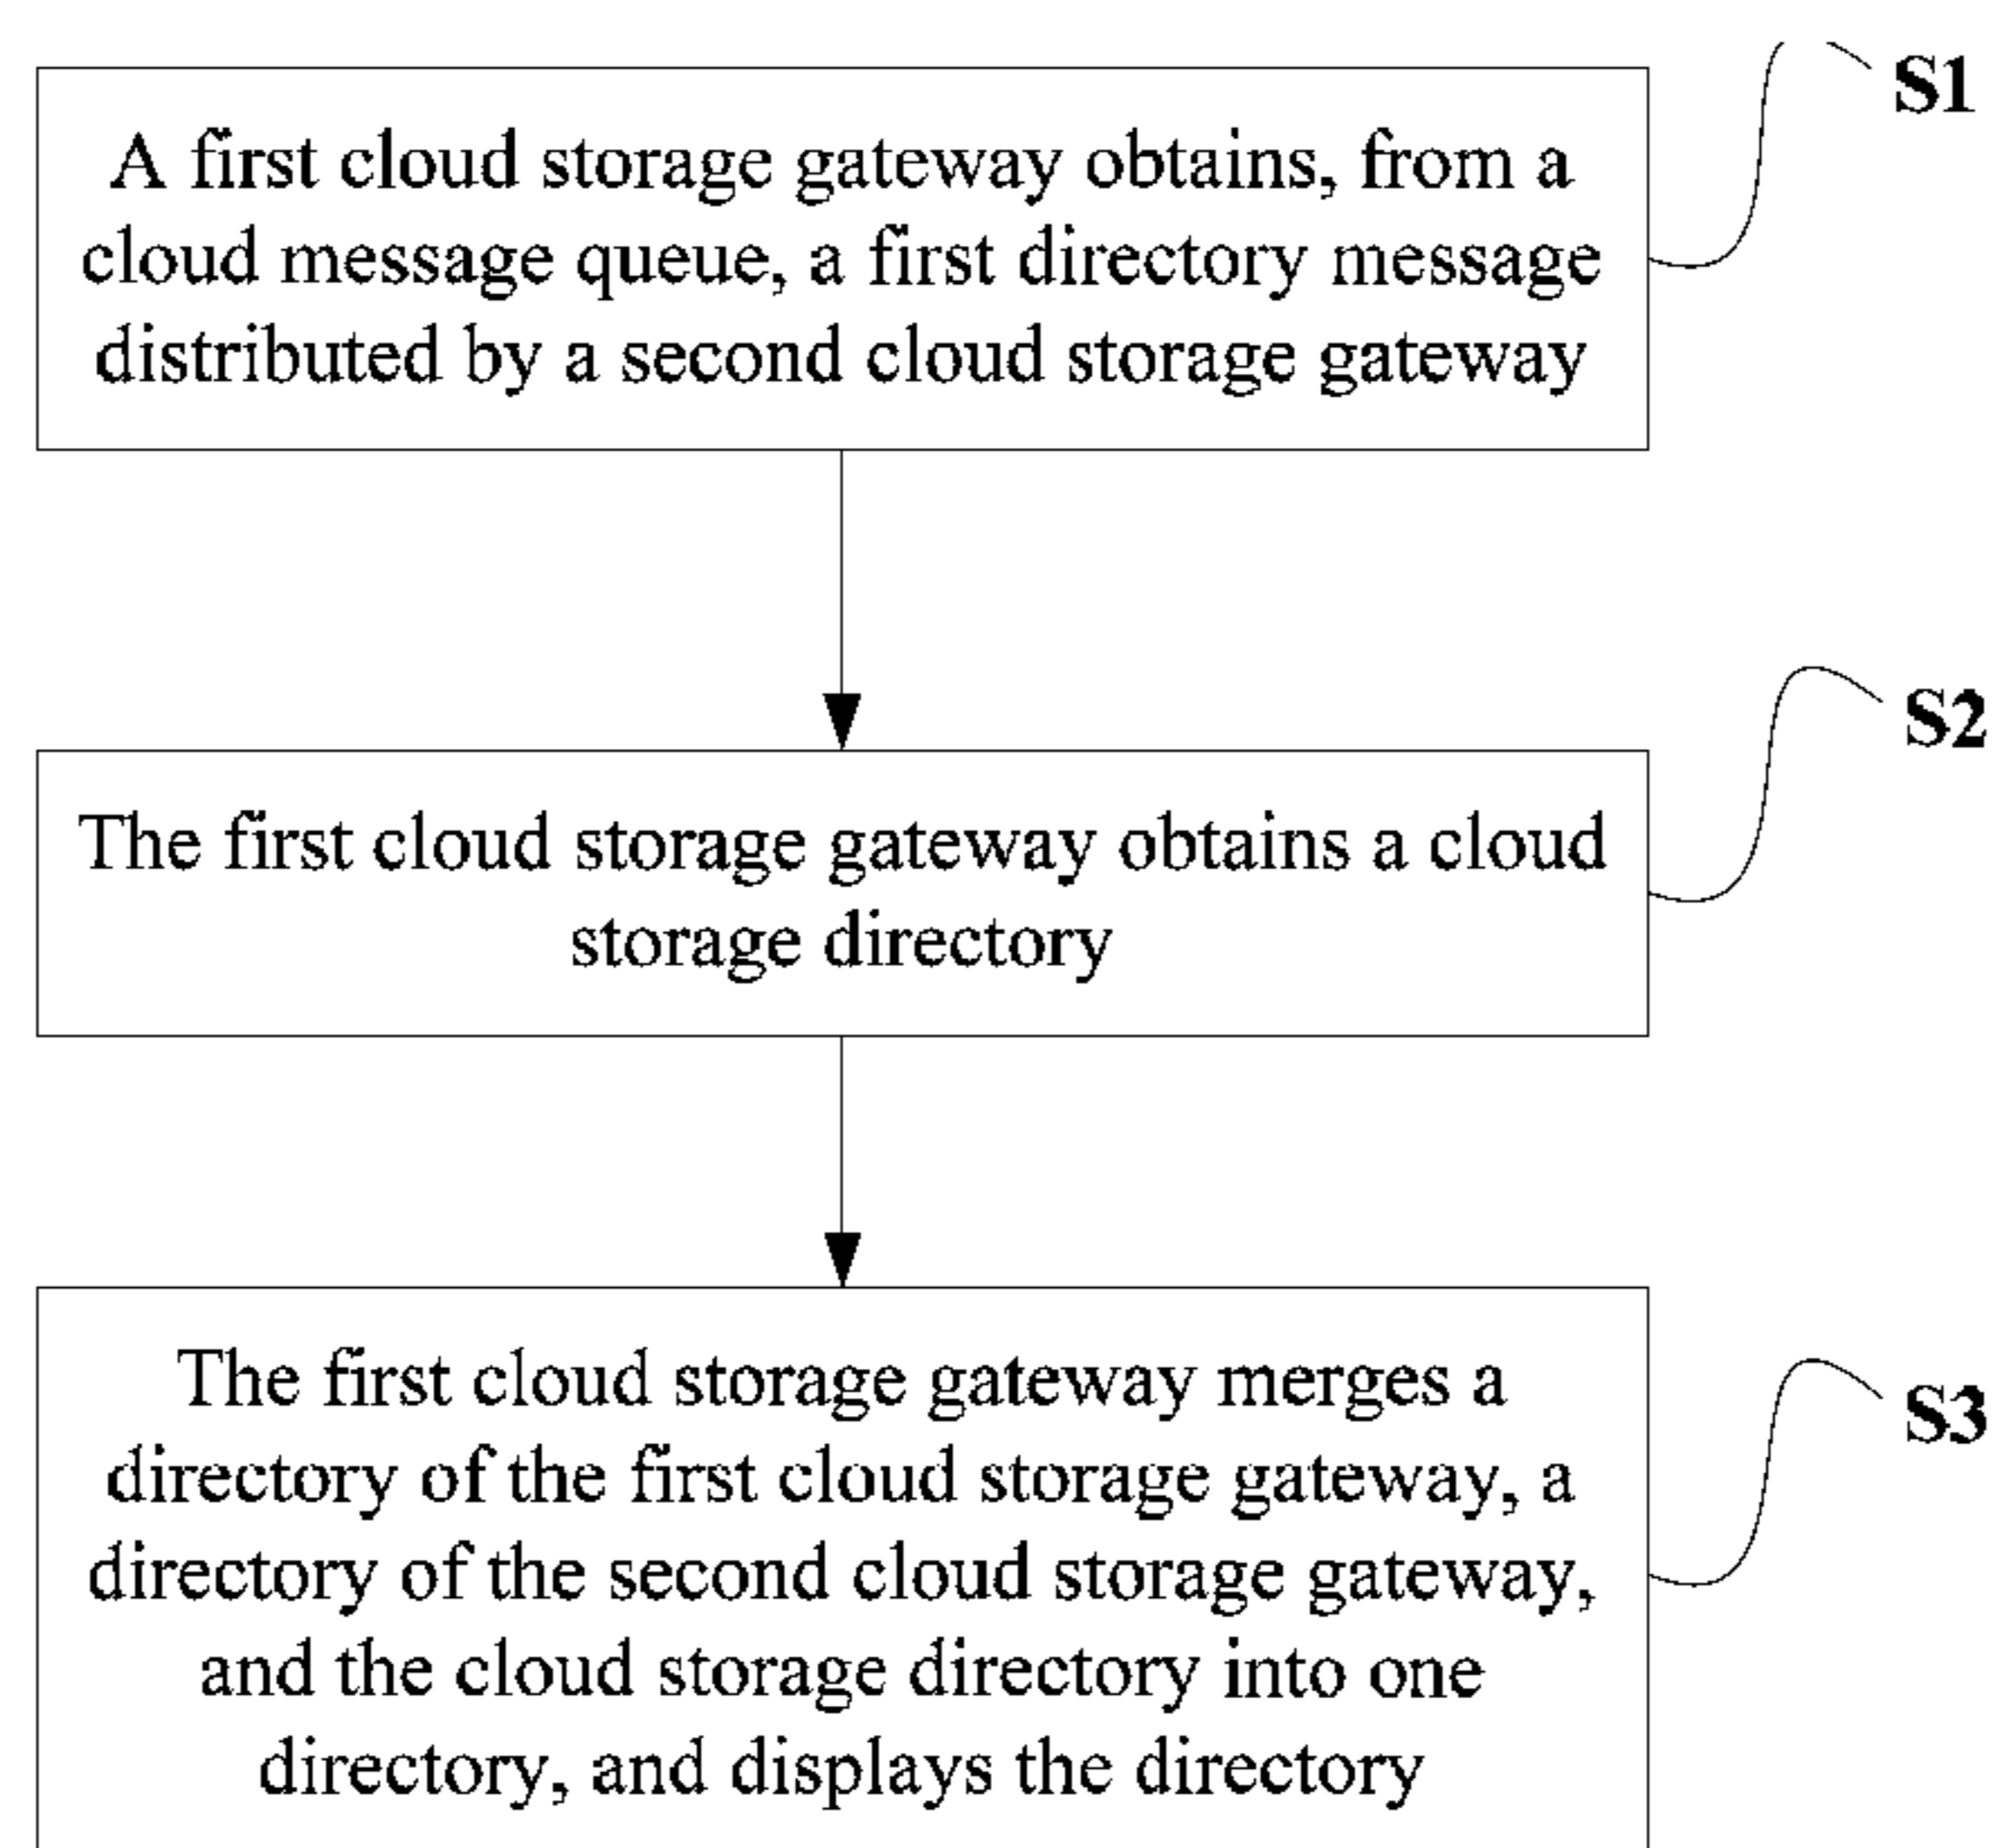 S1
A first cloud storage gateway obtains, from a
cloud message queue, a first directory message
distributed by a second cloud storage gateway
S2
The first cloud storage gateway obtains a cloud
storage directory
S3
The first cloud storage gateway merges a
directory of the first cloud storage gateway, a
directory of the second cloud storage gateway,
and the cloud storage directory into one
directory, and displays the directory